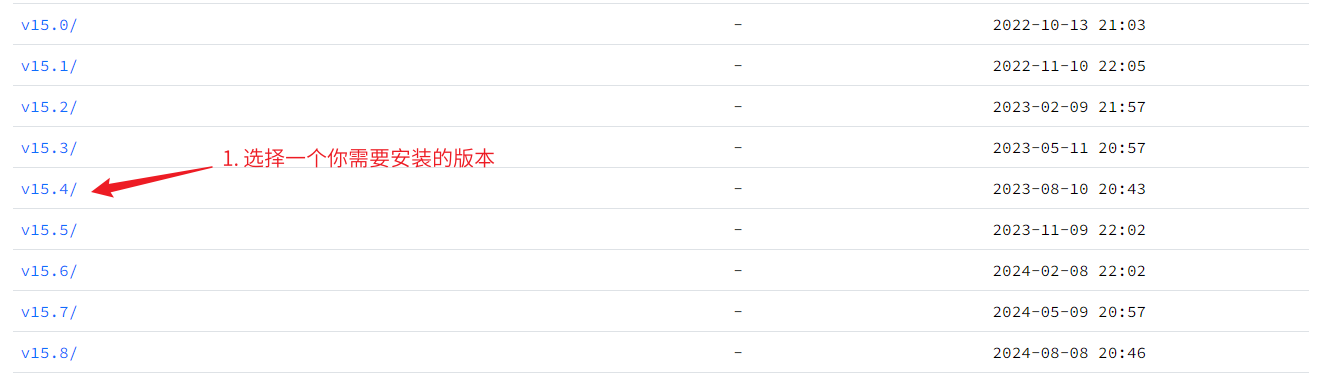 v15.0/ - 2022-10-13 21:03
v15.1/ - 2022-11-10 22:05
v15.2/ - 2023-02-09 21:57
v15.3/ - 2023-05-11 20:57
1. 选择一个你需要安装的版本
v15.4/ - 2023-08-10 20:43
v15.5/ - 2023-11-09 22:02
v15.6/ - 2024-02-08 22:02
v15.7/ - 2024-05-09 20:57
v15.8/ - 2024-08-08 20:46